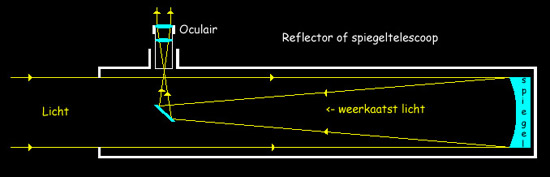 Oculair
Reflector of spiegeltelescoop
Licht
<- weerkaatst licht
spiegel